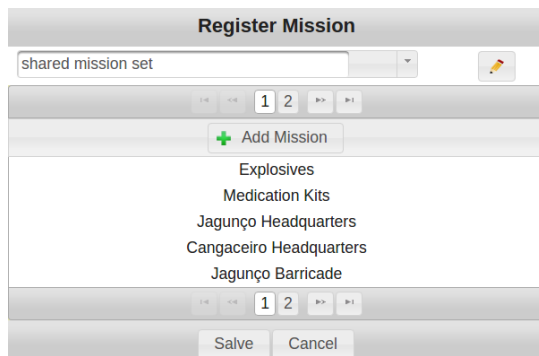 Register Mission
shared mission set
1 2
Add Mission
Explosives
Medication Kits
Jagunço Headquarters
Cangaceiro Headquarters
Jagunço Barricade
1 2
Salve Cancel